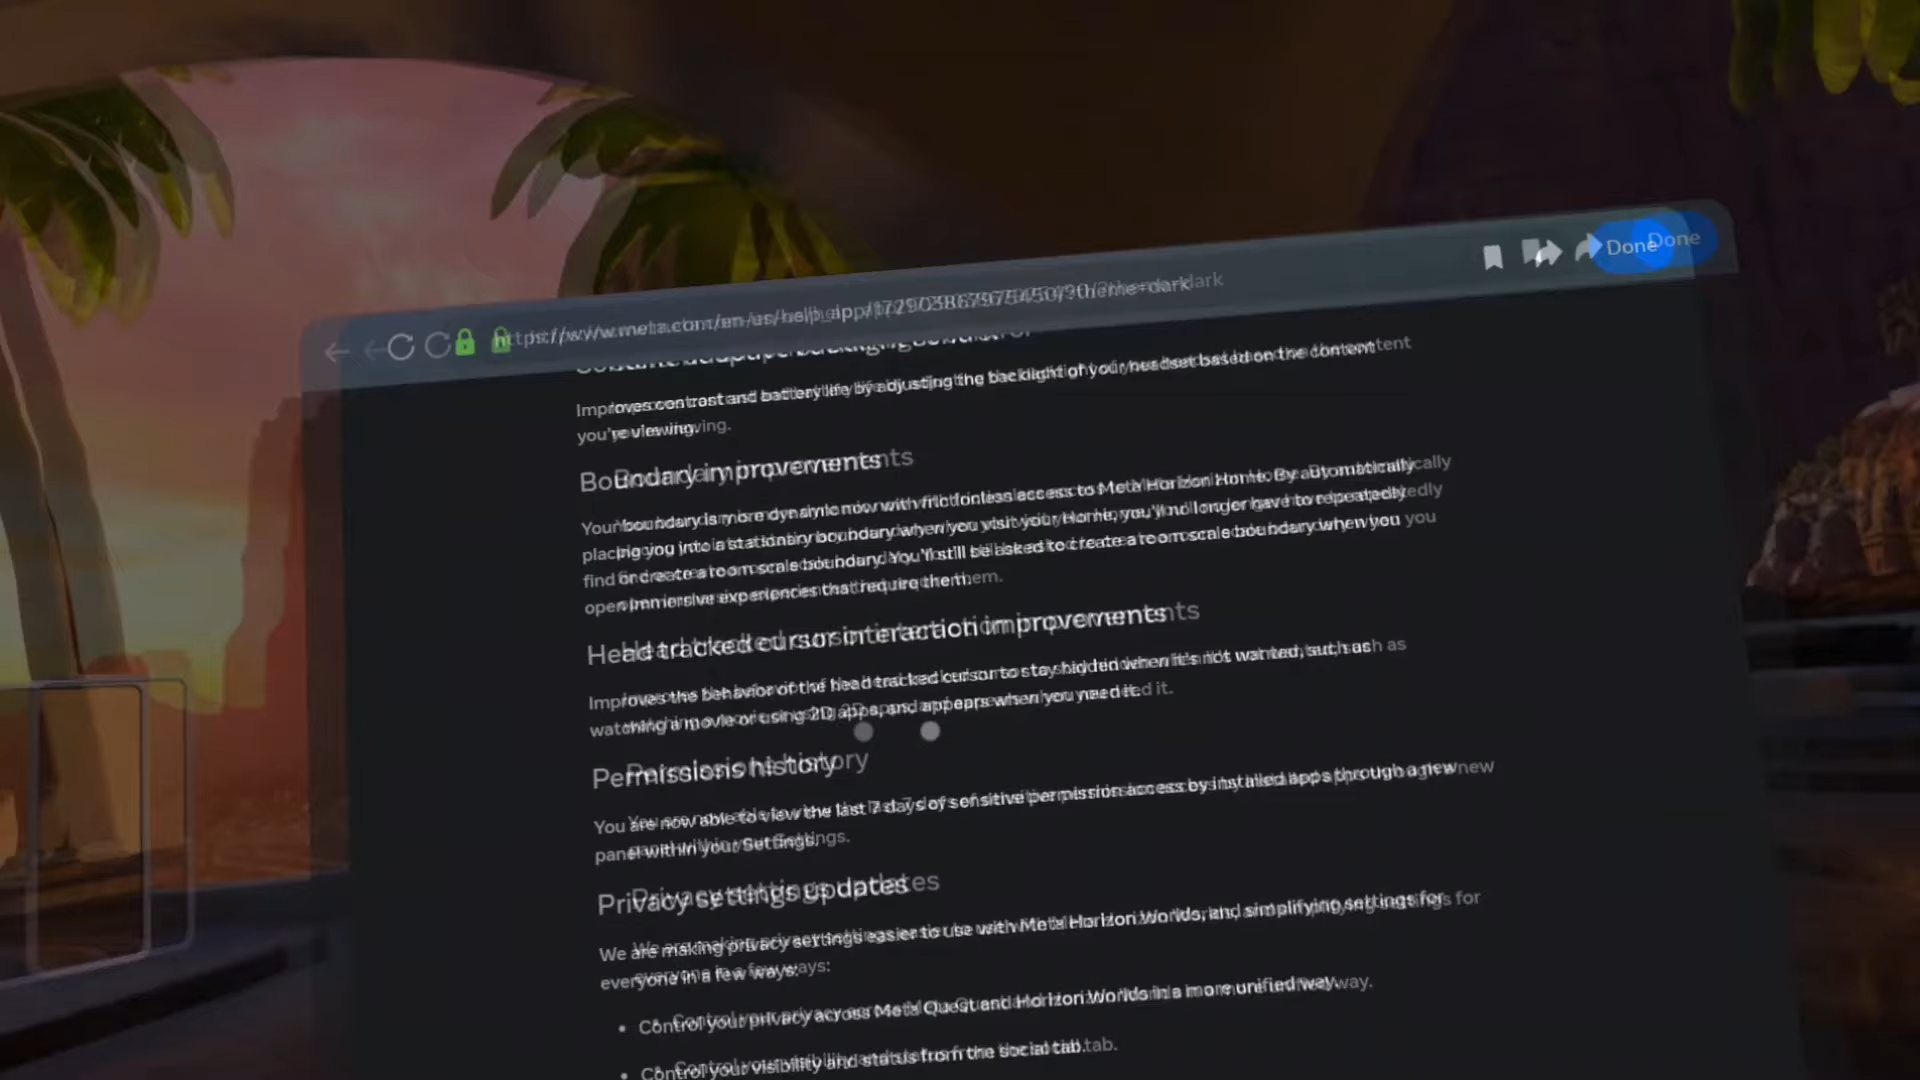 Done Done
Improves contrast and battery life by adjusting the backlight of your headset based on the content
you're viewing.
Boundary improvements
Your boundary is more dynamic now with frictionless access to Meta Horizon Home. By automatically
placing you into a stationary boundary when you visit your Home, you'll no longer have to repeatedly
find or create a roomscale boundary. You'll still be asked to create a roomscale boundary when you
open immersive experiences that require them.
Head tracked cursor interaction improvements
Improves the behavior of the head tracked cursor to stay hidden when it's not wanted, such as
watching a movie or using 2D apps, and appears when you need it.
Permissions history
You are now able to view the last 7 days of sensitive permission access by installed apps through a new
panel within your Settings.
Privacy settings updates
We are making privacy settings easier to use with Meta Horizon Worlds, and simplifying settings for
everyone in a few ways:
• Control your privacy across Meta Quest and Horizon Worlds in a more unified way.
• Control your visibility and status from the social tab.